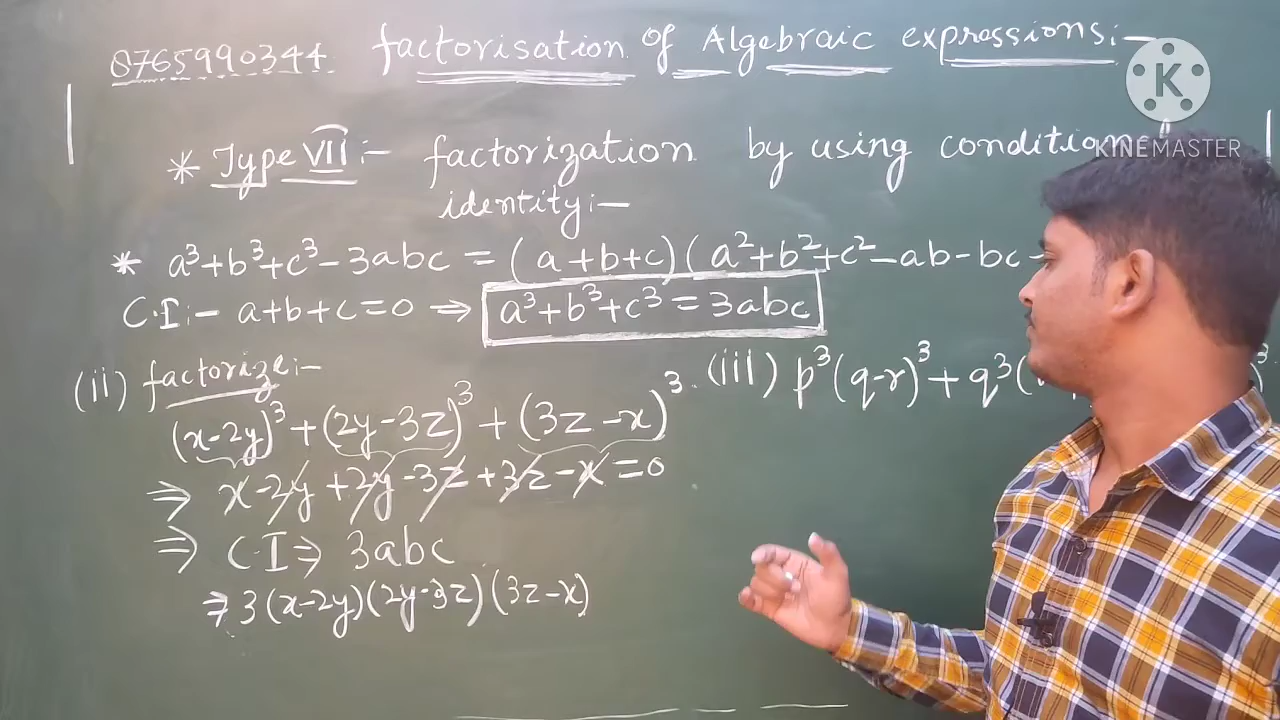 8765990344 factorisation of Algebraic expressions:-
K
KINEMASTER
* Type VII:- factorization by using conditional
identity:-
* a³+b³+c³-3abc = (a+b+c)(a²+b²+c²-ab-bc-
C.I:- a+b+c=0 ⇒ a³+b³+c³=3abc
(ii) factorize:-
(x-2y)³+(2y-3z)³+(3z-x)³.
⇒ x-2y+2y-3z+3z-x=0
⇒ C.I⇒ 3abc
⇒ 3(x-2y)(2y-3z)(3z-x)
(iii) p³(q-r)³+q³(